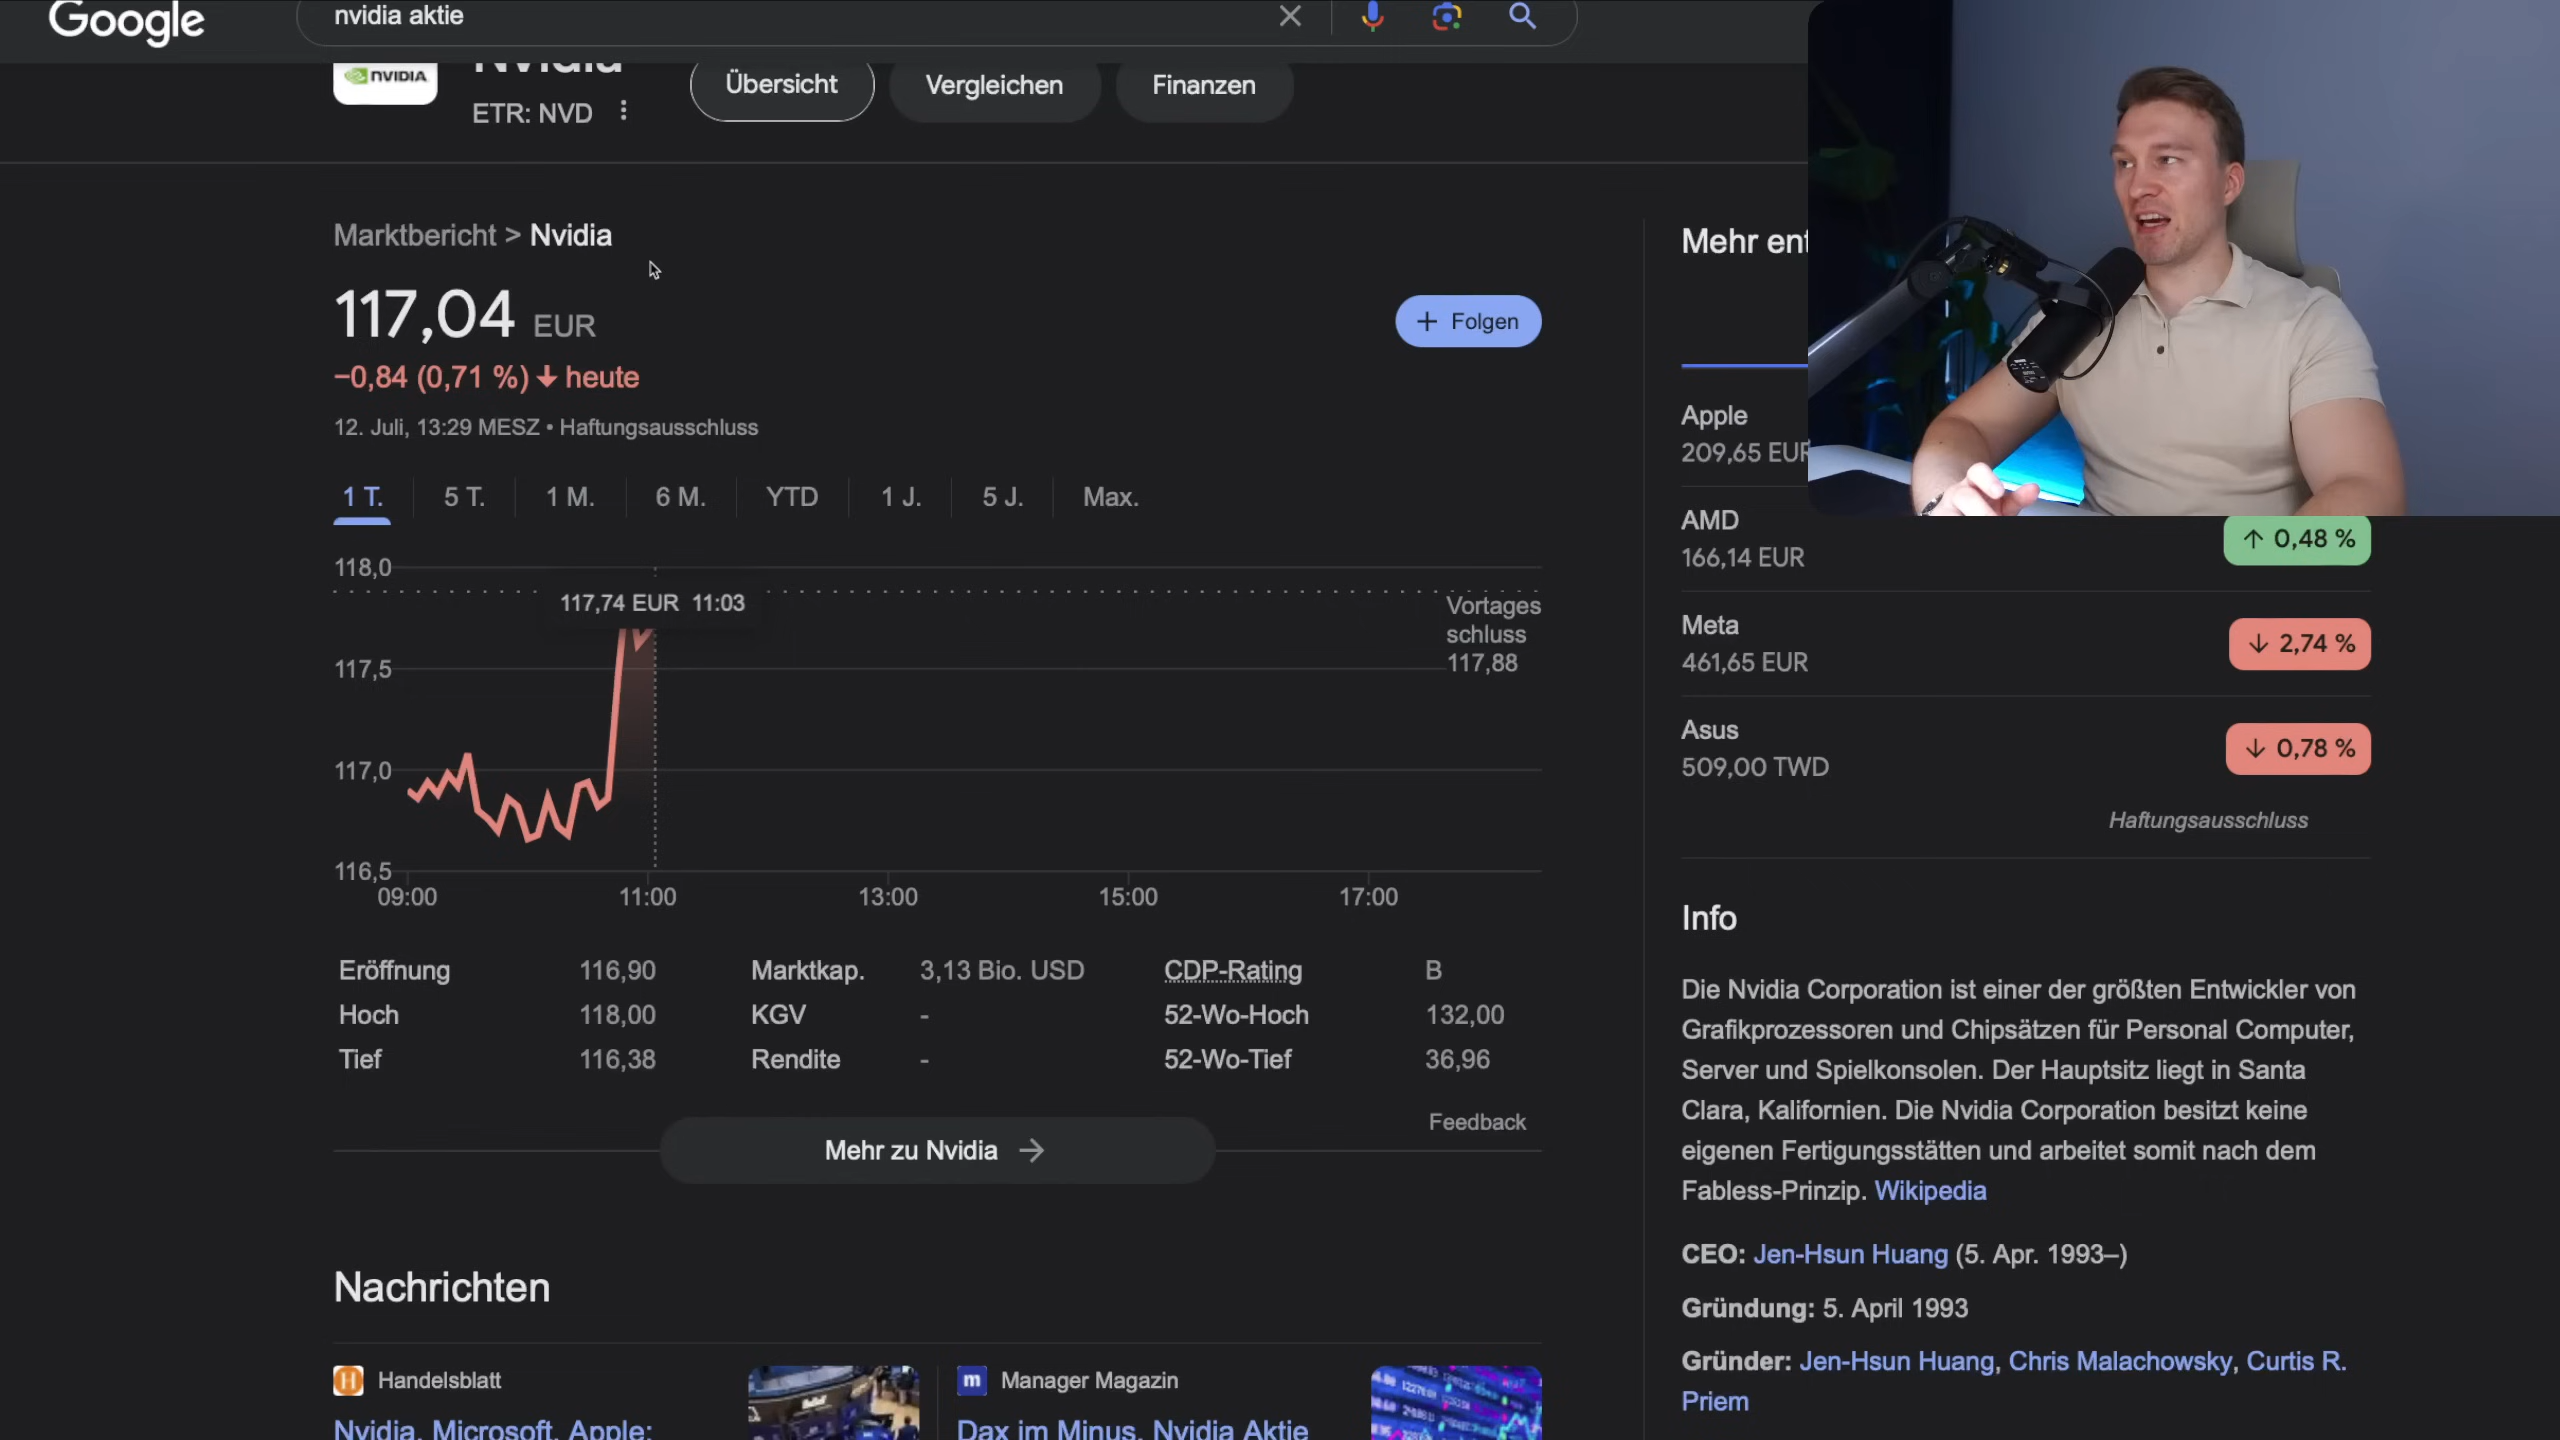 Google
nvidia aktie
NVIDIA
Nvidia
ETR: NVD
Übersicht
Vergleichen
Finanzen
Marktbericht > Nvidia
117,04 EUR
+ Folgen
−0,84 (0,71 %) ↓ heute
12. Juli, 13:29 MESZ • Haftungsausschluss
1 T.
5 T.
1 M.
6 M.
YTD
1 J.
5 J.
Max.
118,0
117,74 EUR 11:03
Vortages
schluss
117,88
117,5
117,0
116,5
09:00
11:00
13:00
15:00
17:00
Eröffnung 116,90
Hoch 118,00
Tief 116,38
Marktkap. 3,13 Bio. USD
KGV -
Rendite -
CDP-Rating B
52-Wo-Hoch 132,00
52-Wo-Tief 36,96
Feedback
Mehr zu Nvidia →
Nachrichten
Handelsblatt
Nvidia, Microsoft, Apple:
Manager Magazin
Dax im Minus, Nvidia Aktie
Mehr
Apple
209,65 EUR
AMD
166,14 EUR
↑ 0,48 %
Meta
461,65 EUR
↓ 2,74 %
Asus
509,00 TWD
↓ 0,78 %
Haftungsausschluss
Info
Die Nvidia Corporation ist einer der größten Entwickler von
Grafikprozessoren und Chipsätzen für Personal Computer,
Server und Spielkonsolen. Der Hauptsitz liegt in Santa
Clara, Kalifornien. Die Nvidia Corporation besitzt keine
eigenen Fertigungsstätten und arbeitet somit nach dem
Fabless-Prinzip. Wikipedia
CEO: Jen-Hsun Huang (5. Apr. 1993–)
Gründung: 5. April 1993
Gründer: Jen-Hsun Huang, Chris Malachowsky, Curtis R.
Priem